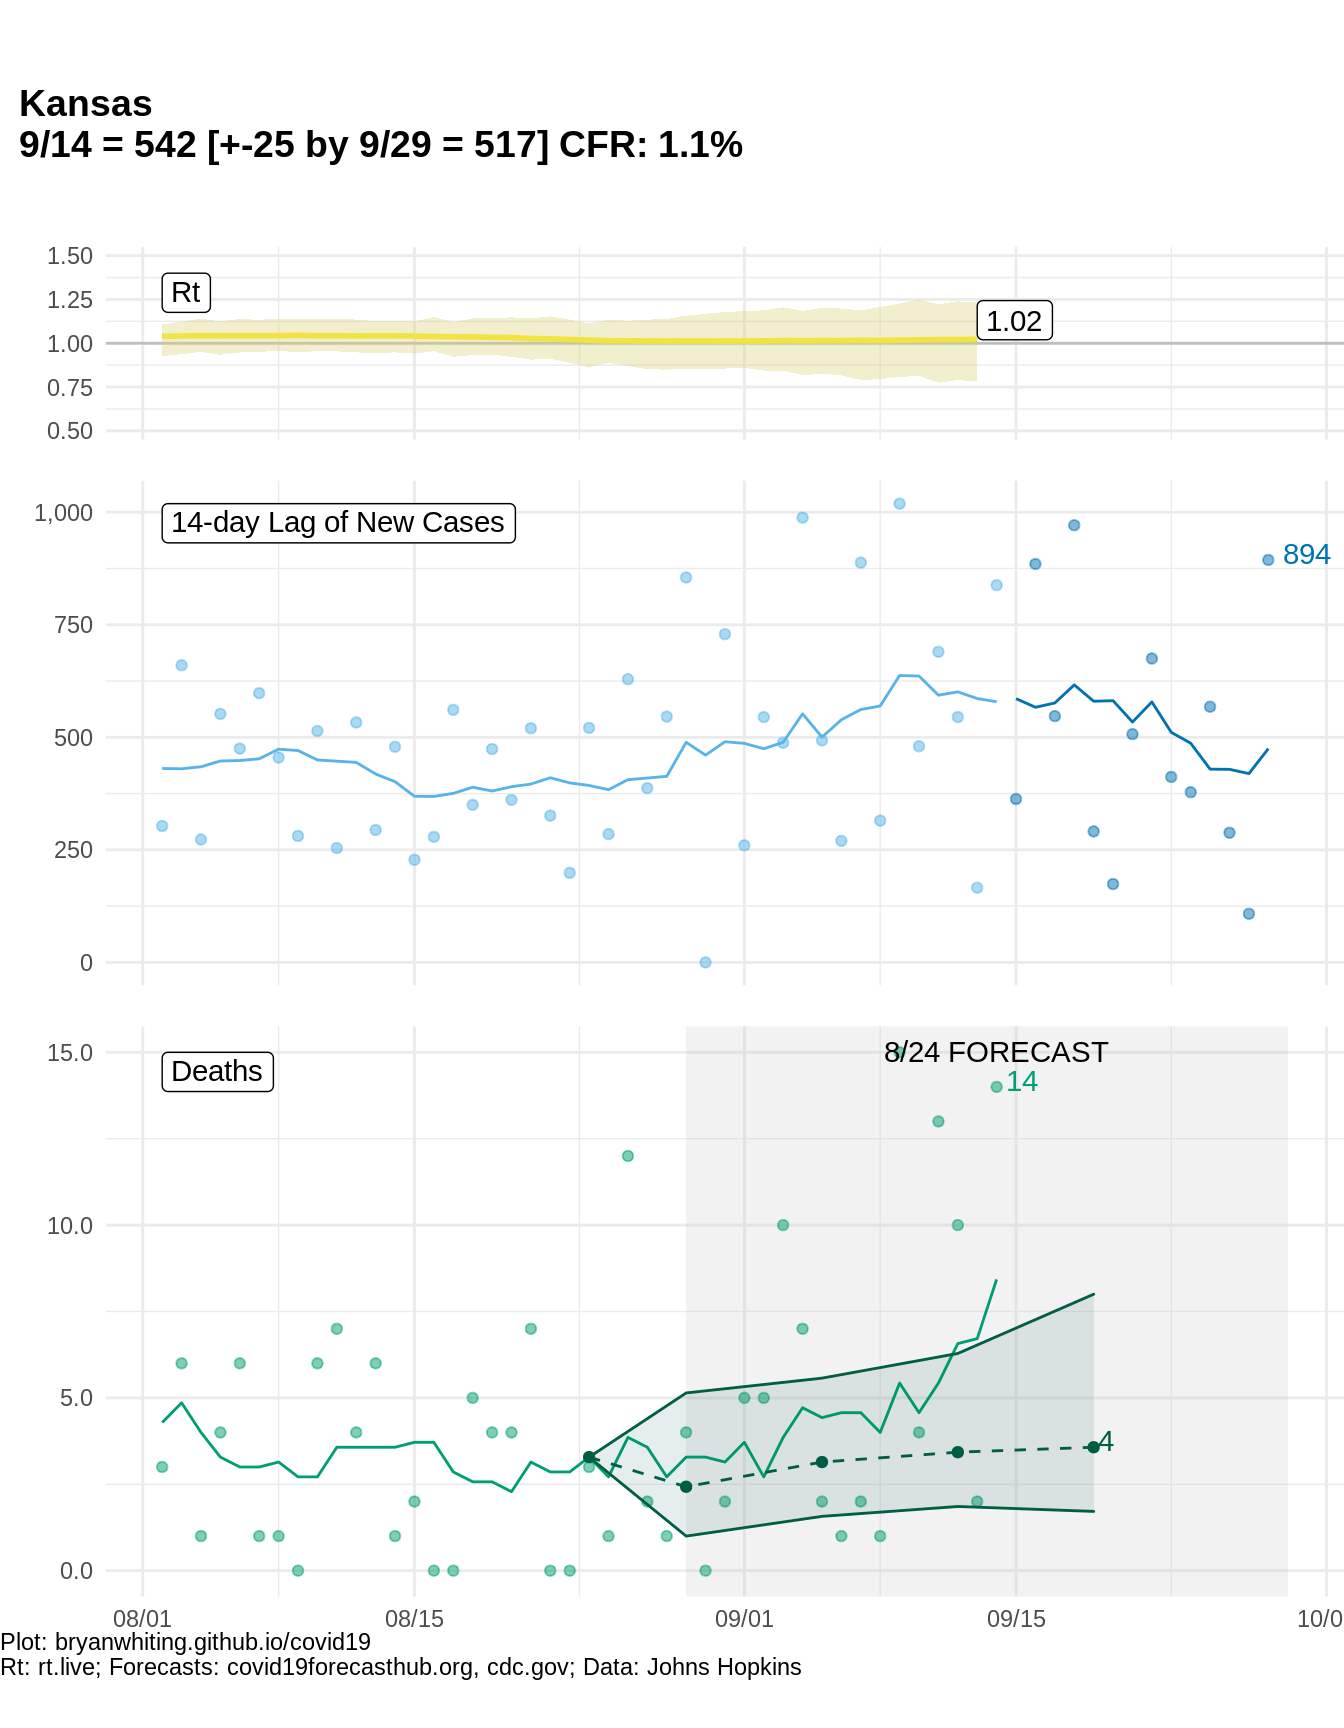 Kansas
9/14 = 542 [+-25 by 9/29 = 517] CFR: 1.1%
1.50
Rt
1.25
1.02
1.00
0.75
0.50
1,000
14-day Lag of New Cases
894
750
500
250
0
15.0
8/24 FORECAST
Deaths
14
10.0
5.0
4
0.0
08/01 08/15 09/01 09/15 10/0
Plot: bryanwhiting.github.io/covid19
Rt: rt.live; Forecasts: covid19forecasthub.org, cdc.gov; Data: Johns Hopkins